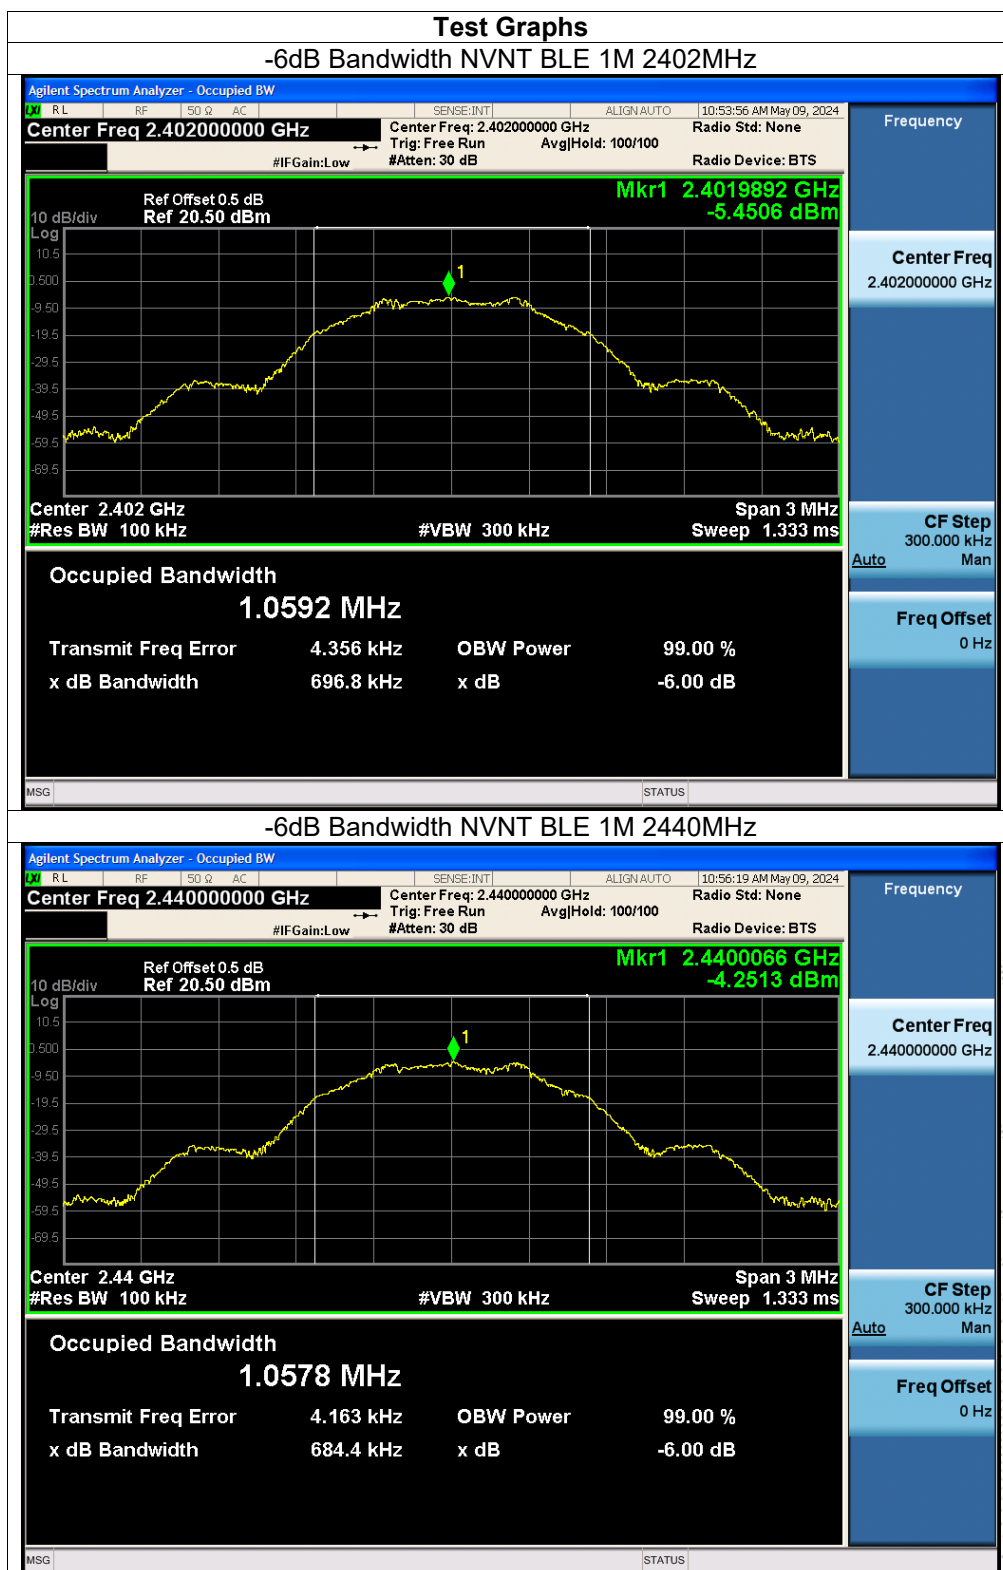 Test Graphs
-6dB Bandwidth NVNT BLE 1M 2402MHz
Agilent Spectrum Analyzer - Occupied BW
LXI RL RF 50 Ω AC SENSE:INT ALIGN AUTO 10:53:56 AM May 09, 2024
Center Freq 2.402000000 GHz Center Freq: 2.402000000 GHz Radio Std: None Frequency
Trig: Free Run Avg|Hold: 100/100
#IFGain:Low #Atten: 30 dB Radio Device: BTS
Mkr1 2.4019892 GHz
Ref Offset 0.5 dB -5.4506 dBm
10 dB/div Ref 20.50 dBm
Log
10.5
0.500
-9.50
-19.5
-29.5
-39.5
-49.5
-59.5
-69.5
1
Center Freq
2.402000000 GHz
Center 2.402 GHz Span 3 MHz
#Res BW 100 kHz #VBW 300 kHz Sweep 1.333 ms
CF Step
300.000 kHz
Auto Man
Occupied Bandwidth
1.0592 MHz
Freq Offset
0 Hz
Transmit Freq Error 4.356 kHz OBW Power 99.00 %
x dB Bandwidth 696.8 kHz x dB -6.00 dB
MSG STATUS
-6dB Bandwidth NVNT BLE 1M 2440MHz
Agilent Spectrum Analyzer - Occupied BW
LXI RL RF 50 Ω AC SENSE:INT ALIGN AUTO 10:56:19 AM May 09, 2024
Center Freq 2.440000000 GHz Center Freq: 2.440000000 GHz Radio Std: None Frequency
Trig: Free Run Avg|Hold: 100/100
#IFGain:Low #Atten: 30 dB Radio Device: BTS
Mkr1 2.4400066 GHz
Ref Offset 0.5 dB -4.2513 dBm
10 dB/div Ref 20.50 dBm
Log
10.5
0.500
-9.50
-19.5
-29.5
-39.5
-49.5
-59.5
-69.5
1
Center Freq
2.440000000 GHz
Center 2.44 GHz Span 3 MHz
#Res BW 100 kHz #VBW 300 kHz Sweep 1.333 ms
CF Step
300.000 kHz
Auto Man
Occupied Bandwidth
1.0578 MHz
Freq Offset
0 Hz
Transmit Freq Error 4.163 kHz OBW Power 99.00 %
x dB Bandwidth 684.4 kHz x dB -6.00 dB
MSG STATUS